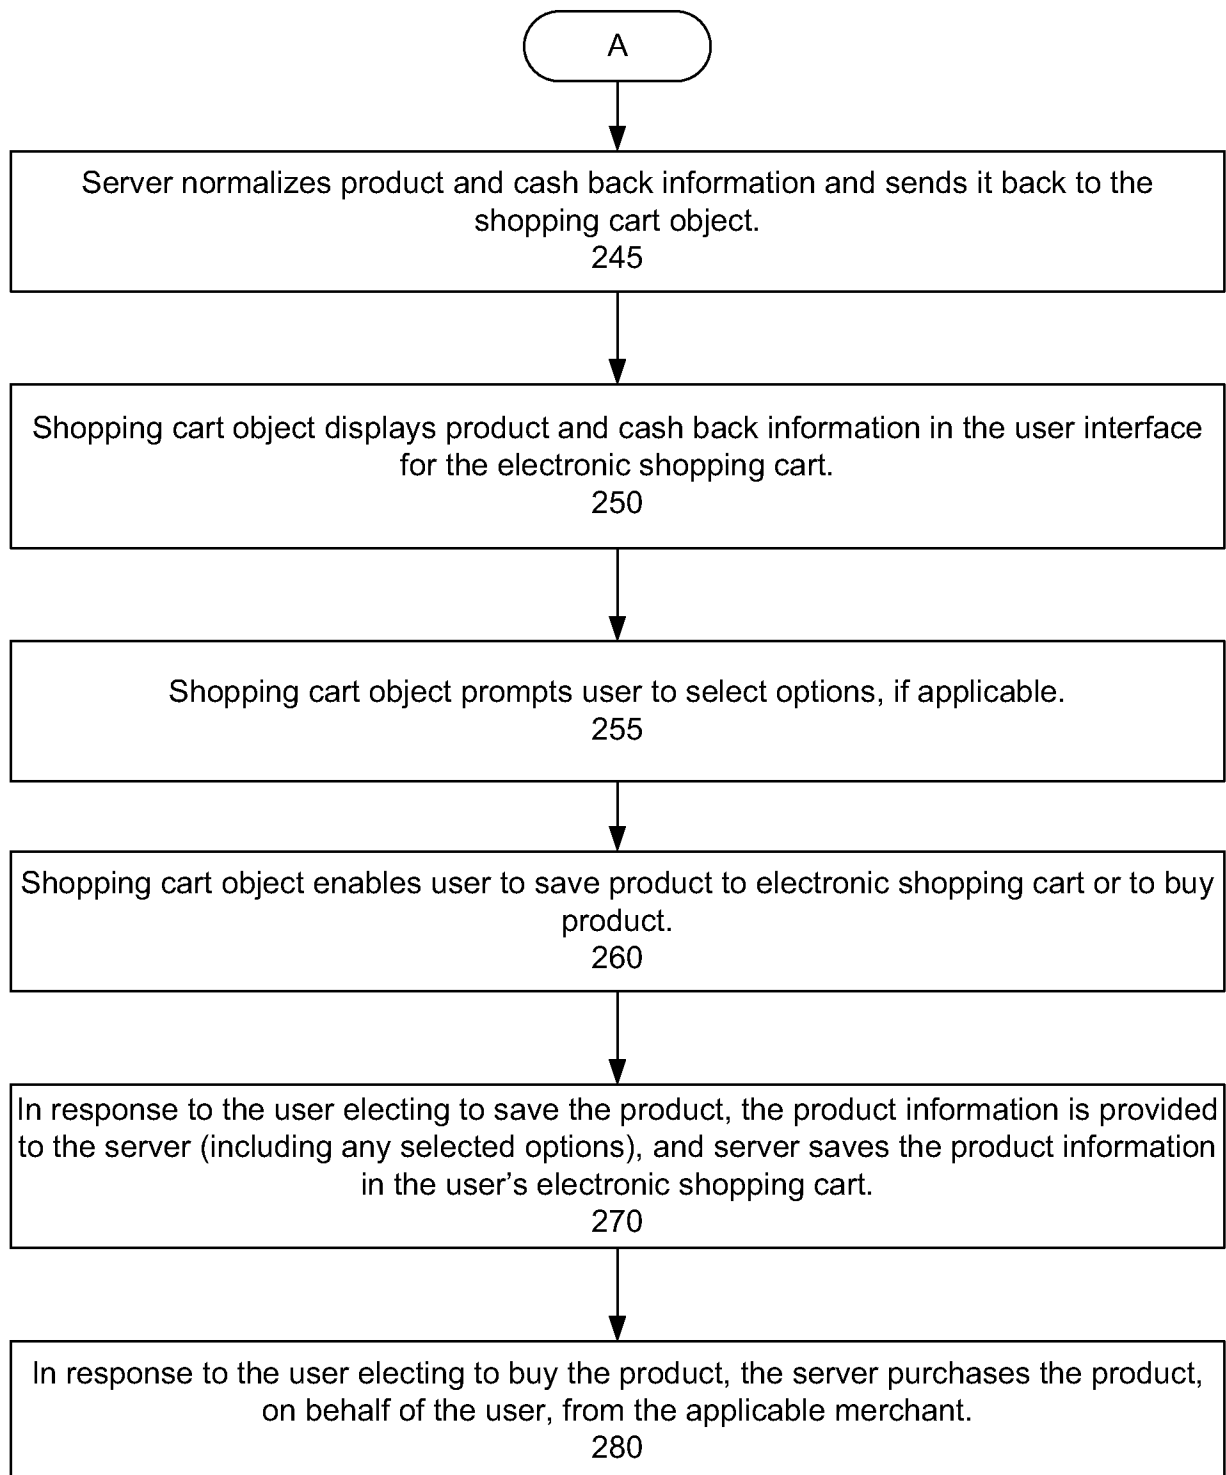 A
Server normalizes product and cash back information and sends it back to the
shopping cart object.
245
Shopping cart object displays product and cash back information in the user interface
for the electronic shopping cart.
250
Shopping cart object prompts user to select options, if applicable.
255
Shopping cart object enables user to save product to electronic shopping cart or to buy
product.
260
In response to the user electing to save the product, the product information is provided
to the server (including any selected options), and server saves the product information
in the user's electronic shopping cart.
270
In response to the user electing to buy the product, the server purchases the product,
on behalf of the user, from the applicable merchant.
280